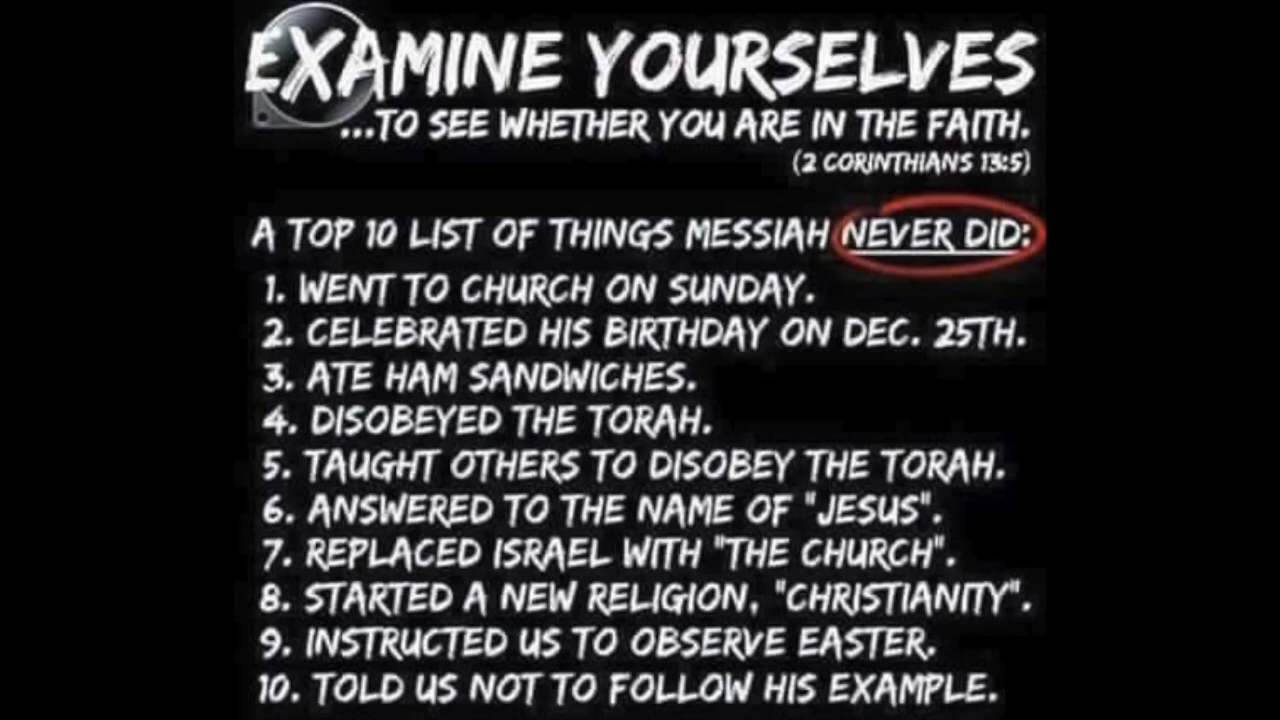 EXAMINE YOURSELVES
...TO SEE WHETHER YOU ARE IN THE FAITH.
(2 CORINTHIANS 13:5)
A TOP 10 LIST OF THINGS MESSIAH NEVER DID:
1. WENT TO CHURCH ON SUNDAY.
2. CELEBRATED HIS BIRTHDAY ON DEC. 25TH.
3. ATE HAM SANDWICHES.
4. DISOBEYED THE TORAH.
5. TAUGHT OTHERS TO DISOBEY THE TORAH.
6. ANSWERED TO THE NAME OF "JESUS".
7. REPLACED ISRAEL WITH "THE CHURCH".
8. STARTED A NEW RELIGION, "CHRISTIANITY".
9. INSTRUCTED US TO OBSERVE EASTER.
10. TOLD US NOT TO FOLLOW HIS EXAMPLE.